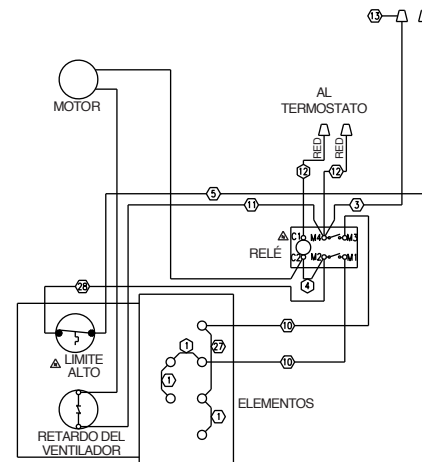 13
MOTOR
AL
TERMOSTATO
RED
RED
12
12
5
11
3
C1
M4
M3
RELÉ
C2
M2
M1
4
28
10
1
27
LÍMITE
ALTO
10
1
1
ELEMENTOS
RETARDO DEL
VENTILADOR